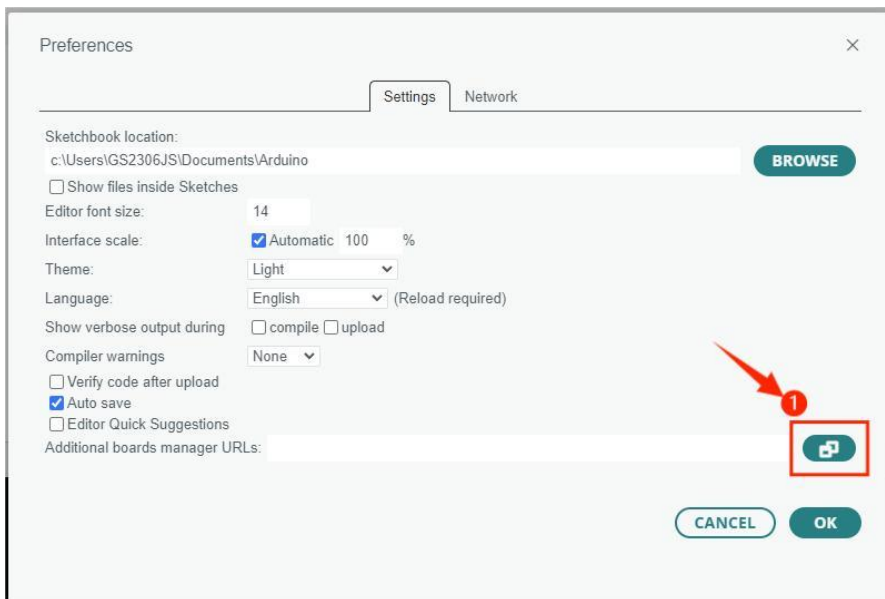 Preferences
Settings Network
Sketchbook location:
c:\Users\GS2306JS\Documents\Arduino
BROWSE
Show files inside Sketches
Editor font size: 14
Interface scale: Automatic 100 %
Theme: Light
Language: English (Reload required)
Show verbose output during compile upload
Compiler warnings None
Verify code after upload
Auto save
Editor Quick Suggestions
1
Additional boards manager URLs:
CANCEL OK